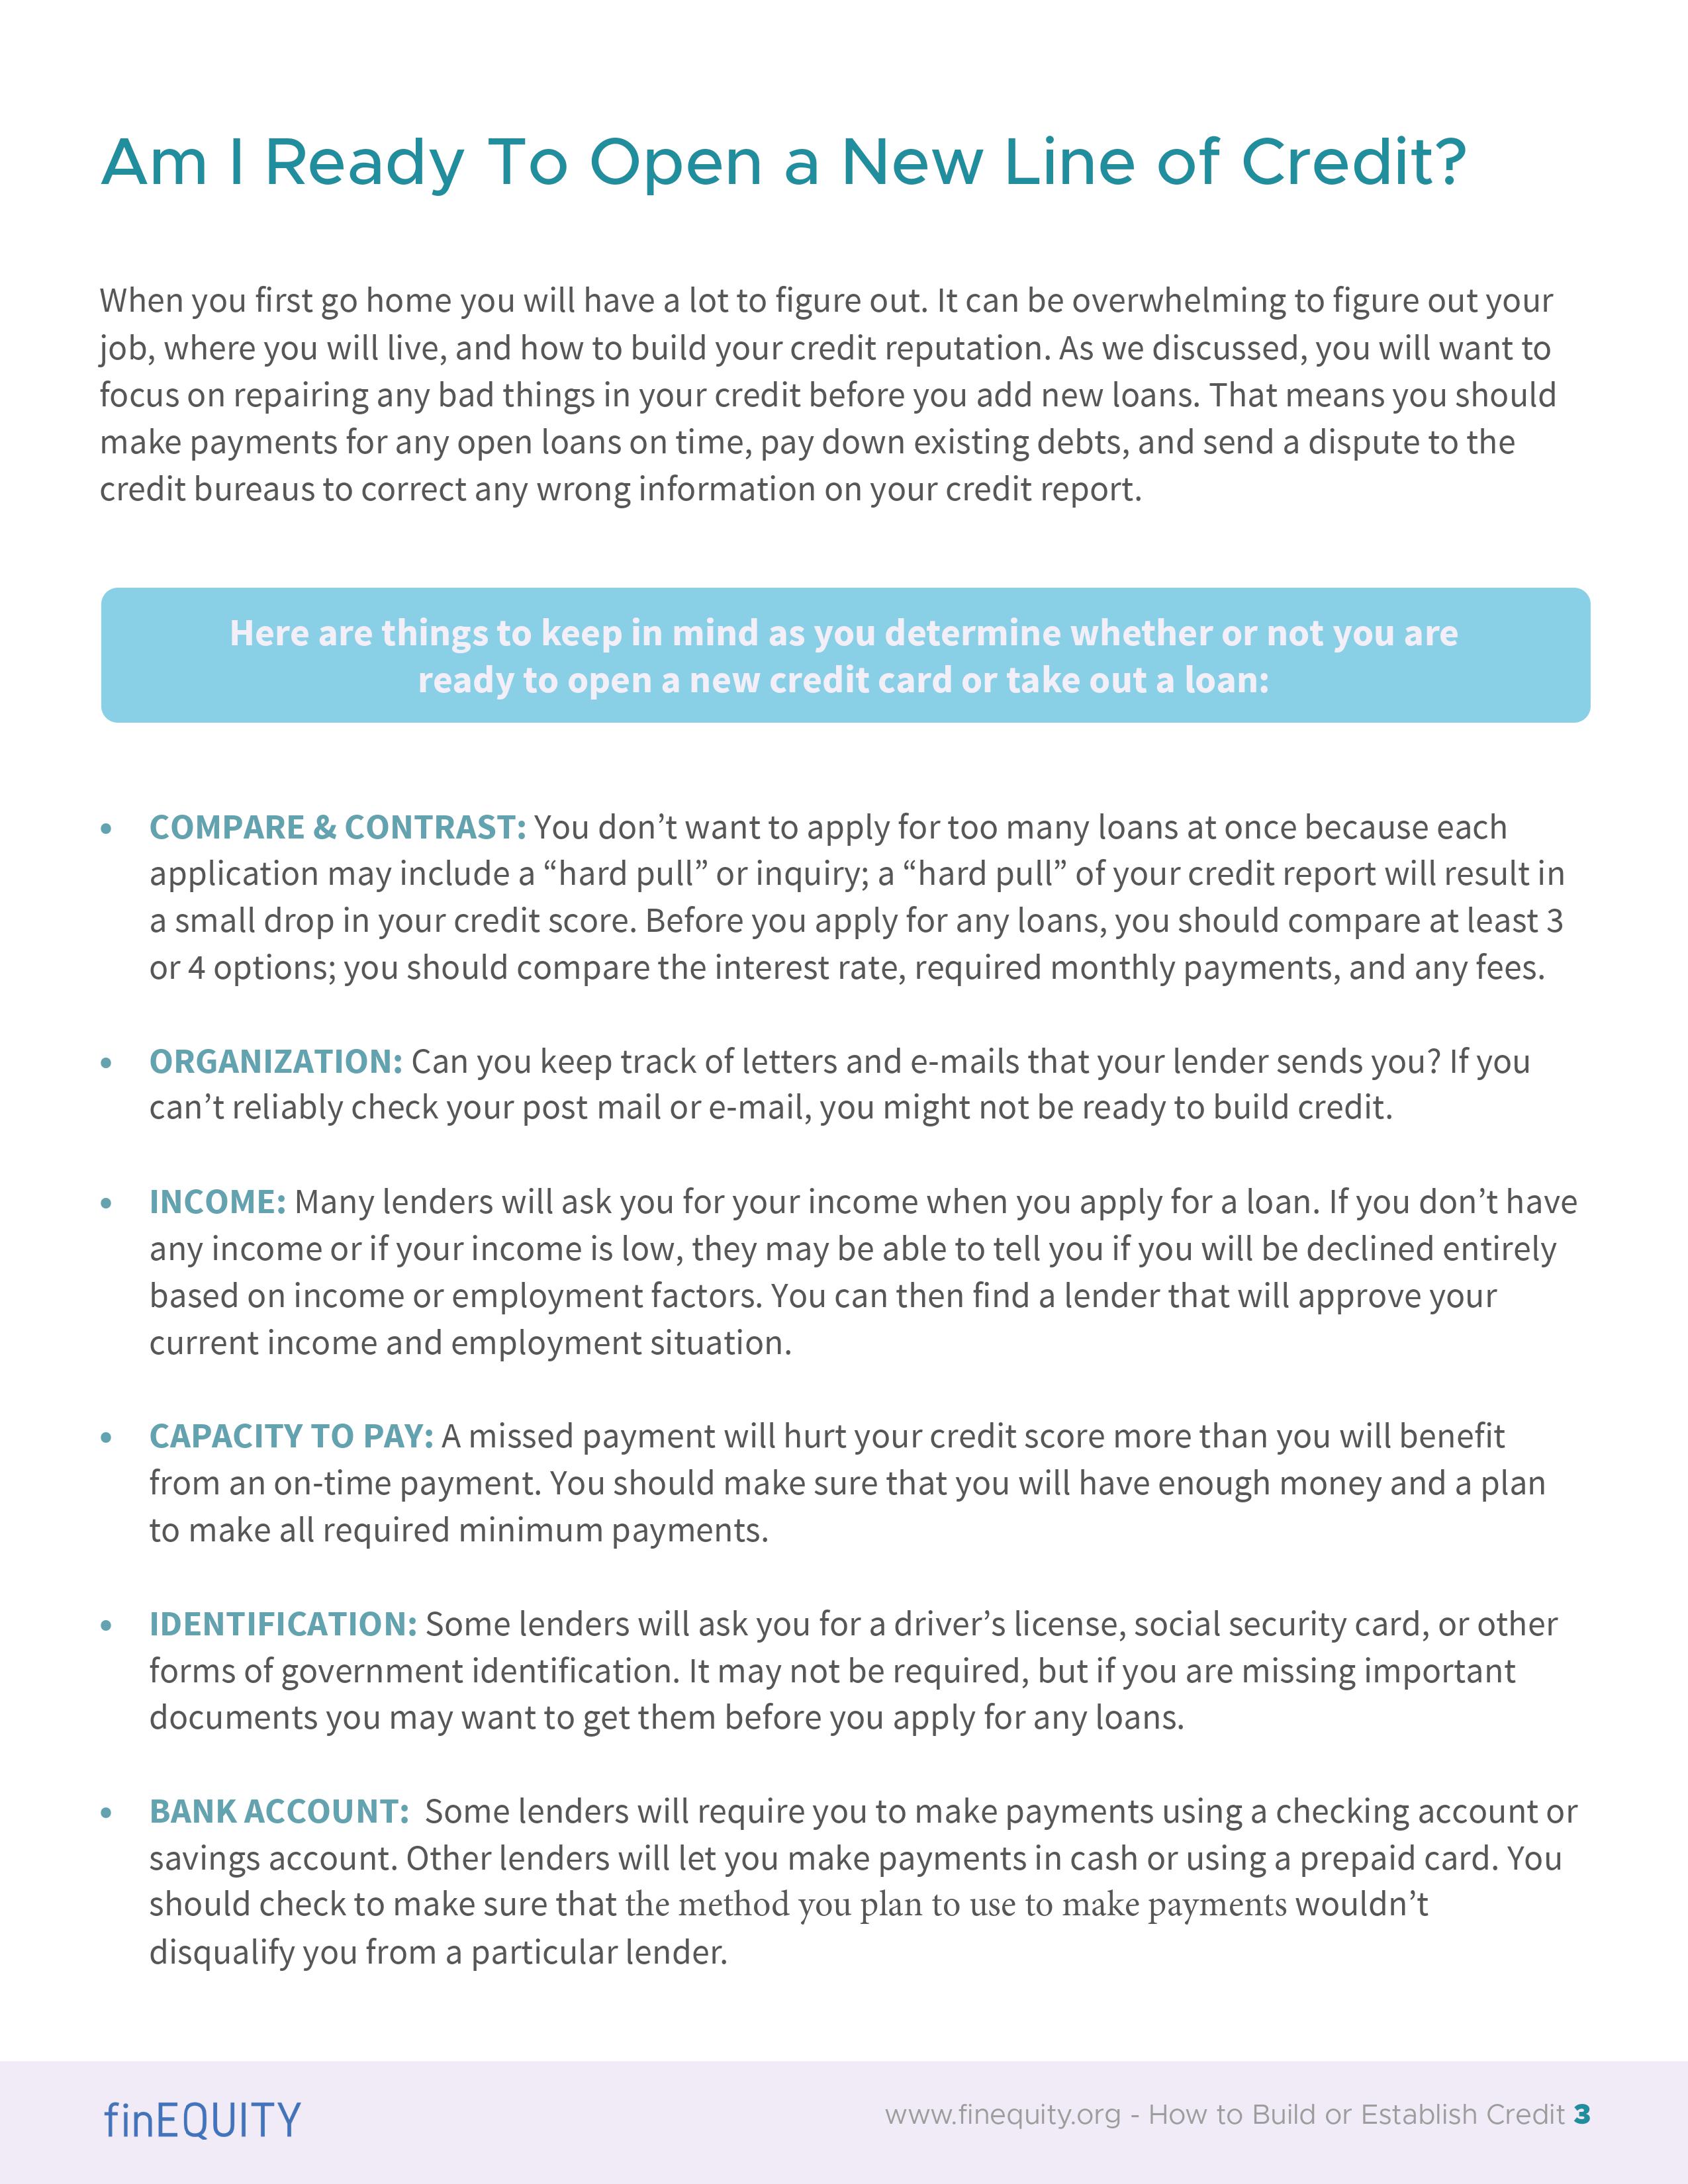 Am I Ready To Open a New Line of Credit?
When you first go home you will have a lot to figure out. It can be overwhelming to figure out your
job, where you will live, and how to build your credit reputation. As we discussed, you will want to
focus on repairing any bad things in your credit before you add new loans. That means you should
make payments for any open loans on time, pay down existing debts, and send a dispute to the
credit bureaus to correct any wrong information on your credit report.
Here are things to keep in mind as you determine whether or not you are
ready to open a new credit card or take out a loan:
• COMPARE & CONTRAST: You don’t want to apply for too many loans at once because each
application may include a “hard pull” or inquiry; a “hard pull” of your credit report will result in
a small drop in your credit score. Before you apply for any loans, you should compare at least 3
or 4 options; you should compare the interest rate, required monthly payments, and any fees.
• ORGANIZATION: Can you keep track of letters and e-mails that your lender sends you? If you
can’t reliably check your post mail or e-mail, you might not be ready to build credit.
• INCOME: Many lenders will ask you for your income when you apply for a loan. If you don’t have
any income or if your income is low, they may be able to tell you if you will be declined entirely
based on income or employment factors. You can then find a lender that will approve your
current income and employment situation.
• CAPACITY TO PAY: A missed payment will hurt your credit score more than you will benefit
from an on-time payment. You should make sure that you will have enough money and a plan
to make all required minimum payments.
• IDENTIFICATION: Some lenders will ask you for a driver’s license, social security card, or other
forms of government identification. It may not be required, but if you are missing important
documents you may want to get them before you apply for any loans.
• BANK ACCOUNT: Some lenders will require you to make payments using a checking account or
savings account. Other lenders will let you make payments in cash or using a prepaid card. You
should check to make sure that the method you plan to use to make payments wouldn’t
disqualify you from a particular lender.
finEQUITY
www.finequity.org - How to Build or Establish Credit 3